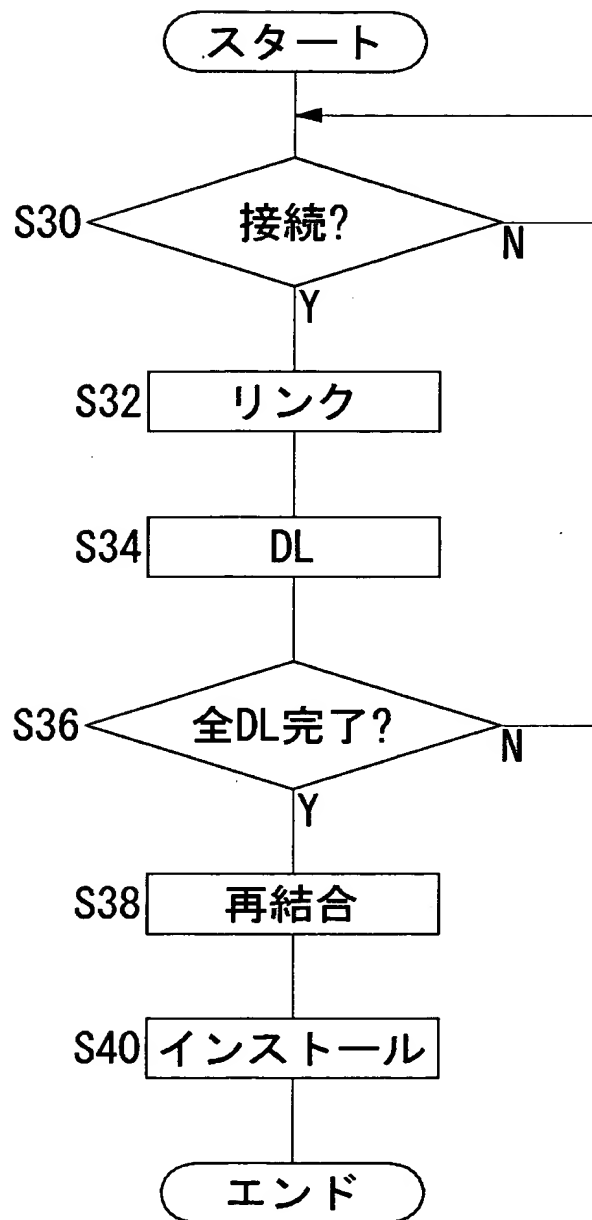 スタート
S30
接続?
N
Y
S32
リンク
S34
DL
S36
全DL完了?
N
Y
S38
再結合
S40
インストール
エンド